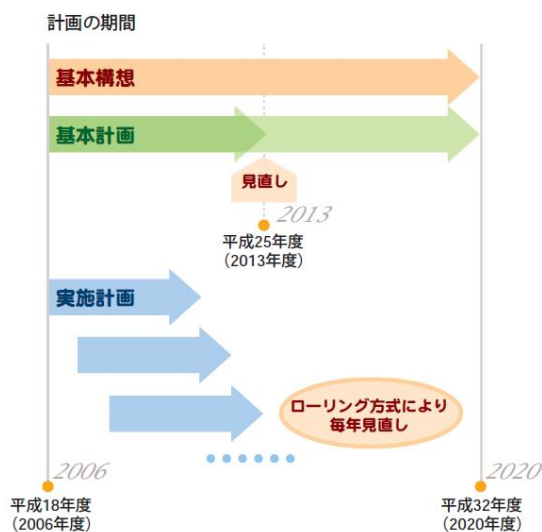 計画の期間
基本構想
基本計画
見直し
2013
平成25年度
（2013年度）
実施計画
ローリング方式により
毎年見直し
2006
2020
平成18年度
（2006年度）
平成32年度
（2020年度）